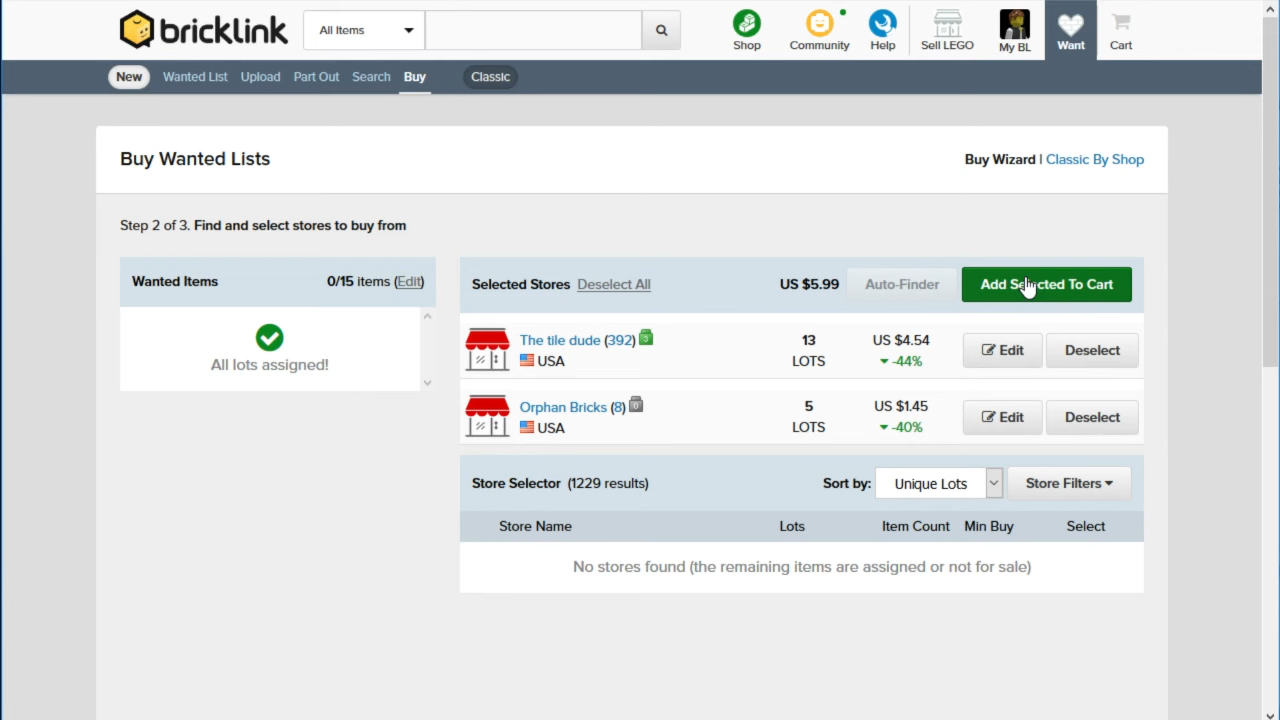 bricklink
All Items
Shop
Community
Help
Sell LEGO
My BL
Want
Cart
New Wanted List Upload Part Out Search Buy Classic
Buy Wanted Lists
Buy Wizard | Classic By Shop
Step 2 of 3. Find and select stores to buy from
Wanted Items 0/15 items (Edit)
All lots assigned!
Selected Stores Deselect All US $5.99 Auto-Finder Add Selected To Cart
The tile dude (392) 3
USA
13
LOTS
US $4.54
-44%
Edit Deselect
Orphan Bricks (8) 0
USA
5
LOTS
US $1.45
-40%
Edit Deselect
Store Selector (1229 results) Sort by: Unique Lots Store Filters
Store Name Lots Item Count Min Buy Select
No stores found (the remaining items are assigned or not for sale)